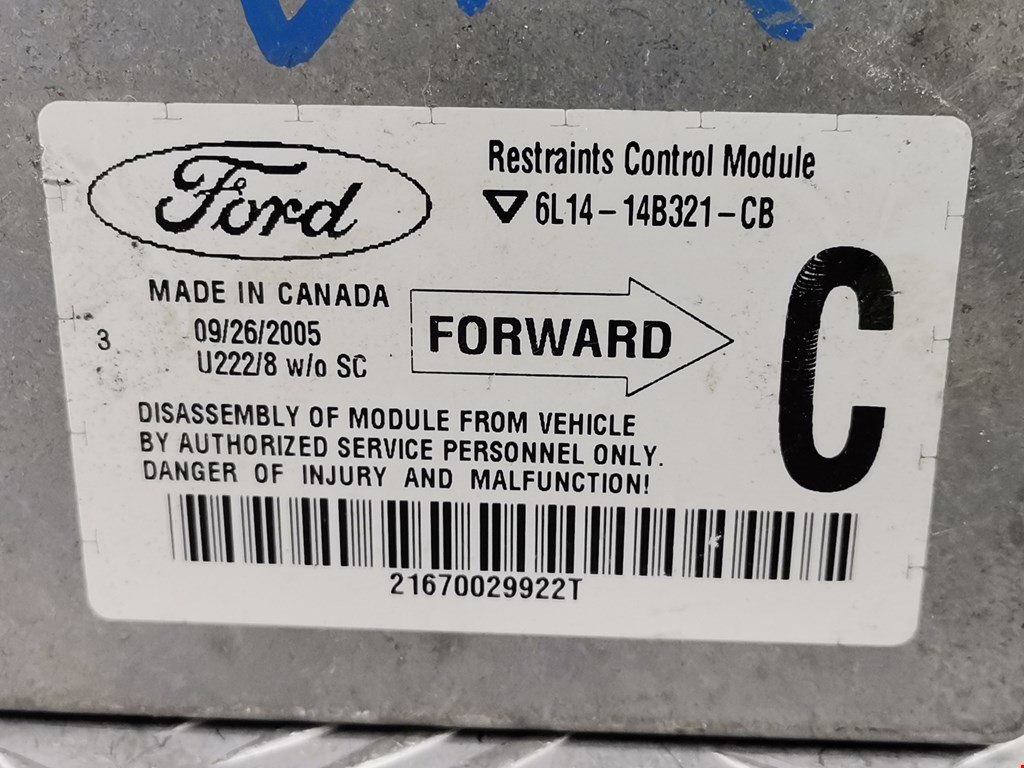 Ford
Restraints Control Module
6L14-14B321-CB
MADE IN CANADA
09/26/2005
U222/8 w/o SC
3
FORWARD
C
DISASSEMBLY OF MODULE FROM VEHICLE
BY AUTHORIZED SERVICE PERSONNEL ONLY.
DANGER OF INJURY AND MALFUNCTION!
21670029922T